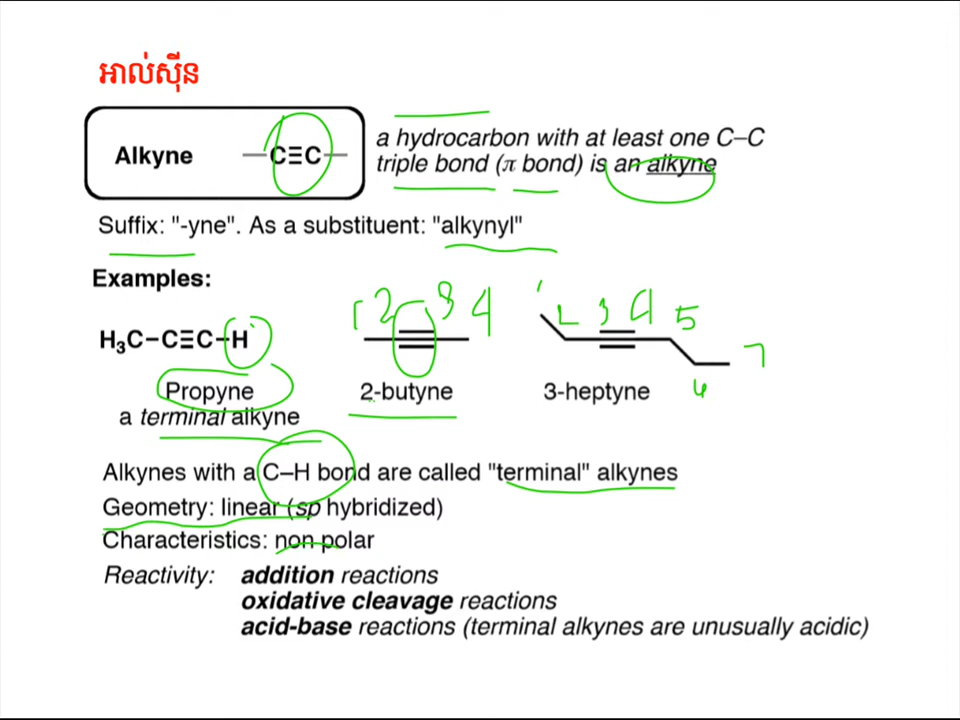 អាល់ស៊ីន
Alkyne —C≡C— a hydrocarbon with at least one C–C
triple bond (π bond) is an alkyne
Suffix: "-yne". As a substituent: "alkynyl"
Examples:
1 2 3 4 1 2 3 4 5
H₃C–C≡C–H 7
6
Propyne 2-butyne 3-heptyne
a terminal alkyne
Alkynes with a C–H bond are called "terminal" alkynes
Geometry: linear (sp hybridized)
Characteristics: non polar
Reactivity: addition reactions
oxidative cleavage reactions
acid-base reactions (terminal alkynes are unusually acidic)